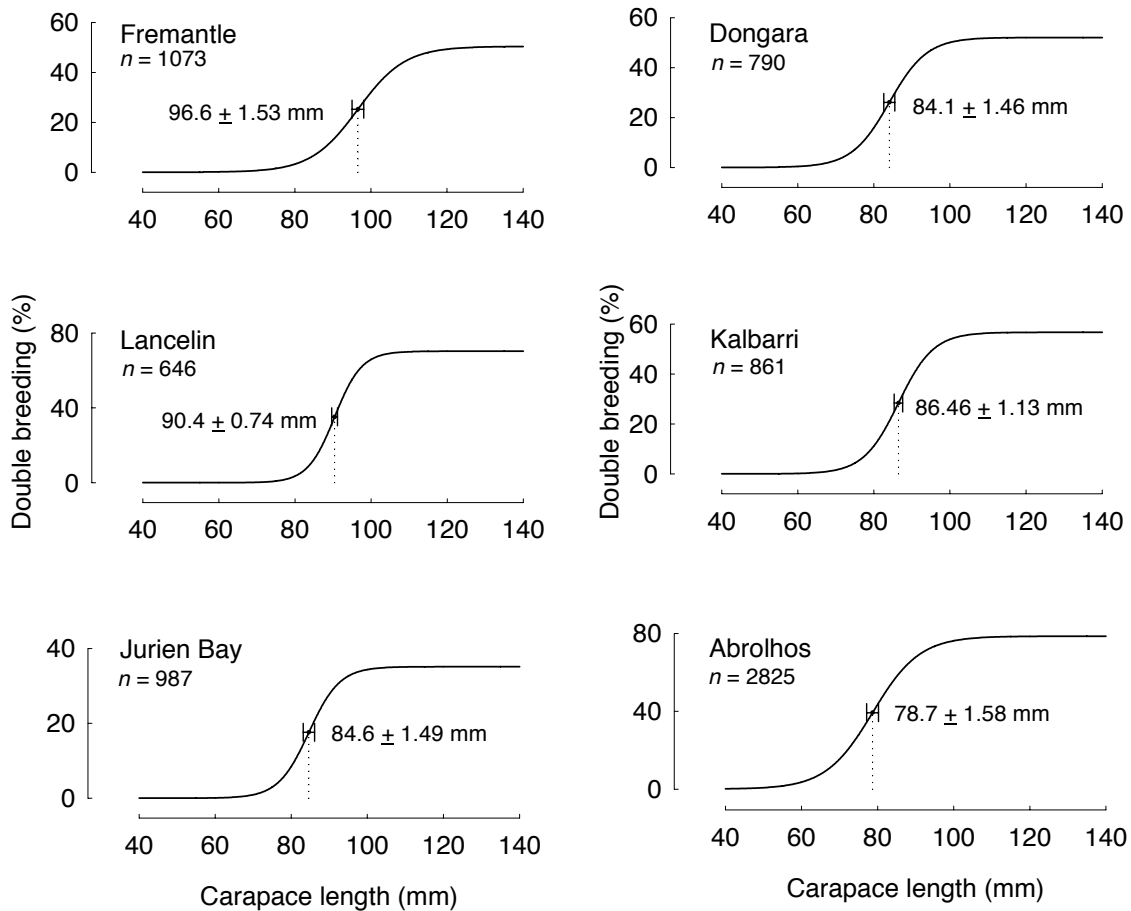 Fremantle
n = 1073
96.6 ± 1.53 mm
60
40
20
0
40 60 80 100 120 140
Dongara
n = 790
84.1 ± 1.46 mm
60
40
20
0
40 60 80 100 120 140
Double breeding (%)
Lancelin
n = 646
90.4 ± 0.74 mm
80
40
0
40 60 80 100 120 140
Double breeding (%)
Kalbarri
n = 861
86.46 ± 1.13 mm
60
40
20
0
40 60 80 100 120 140
Jurien Bay
n = 987
84.6 ± 1.49 mm
40
20
0
40 60 80 100 120 140
Carapace length (mm)
Abrolhos
n = 2825
78.7 ± 1.58 mm
80
40
0
40 60 80 100 120 140
Carapace length (mm)